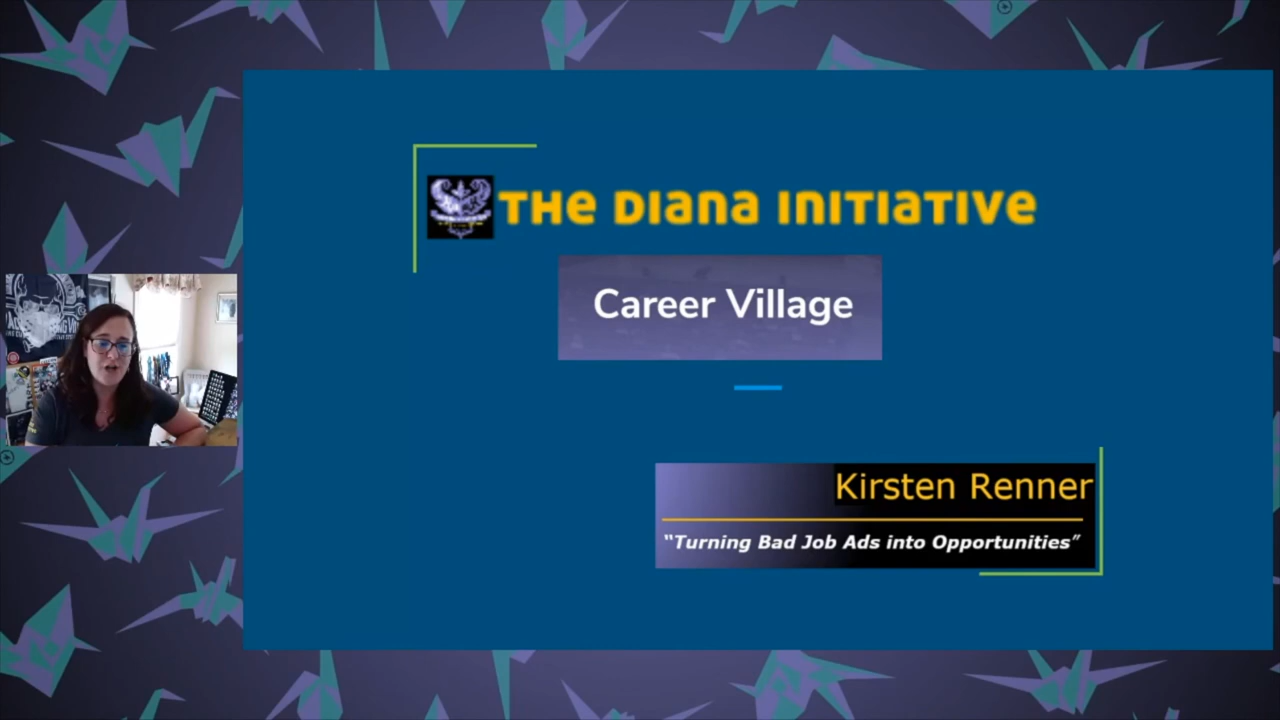 THE DIANA INITIATIVE
Career Village
Kirsten Renner
“Turning Bad Job Ads into Opportunities”